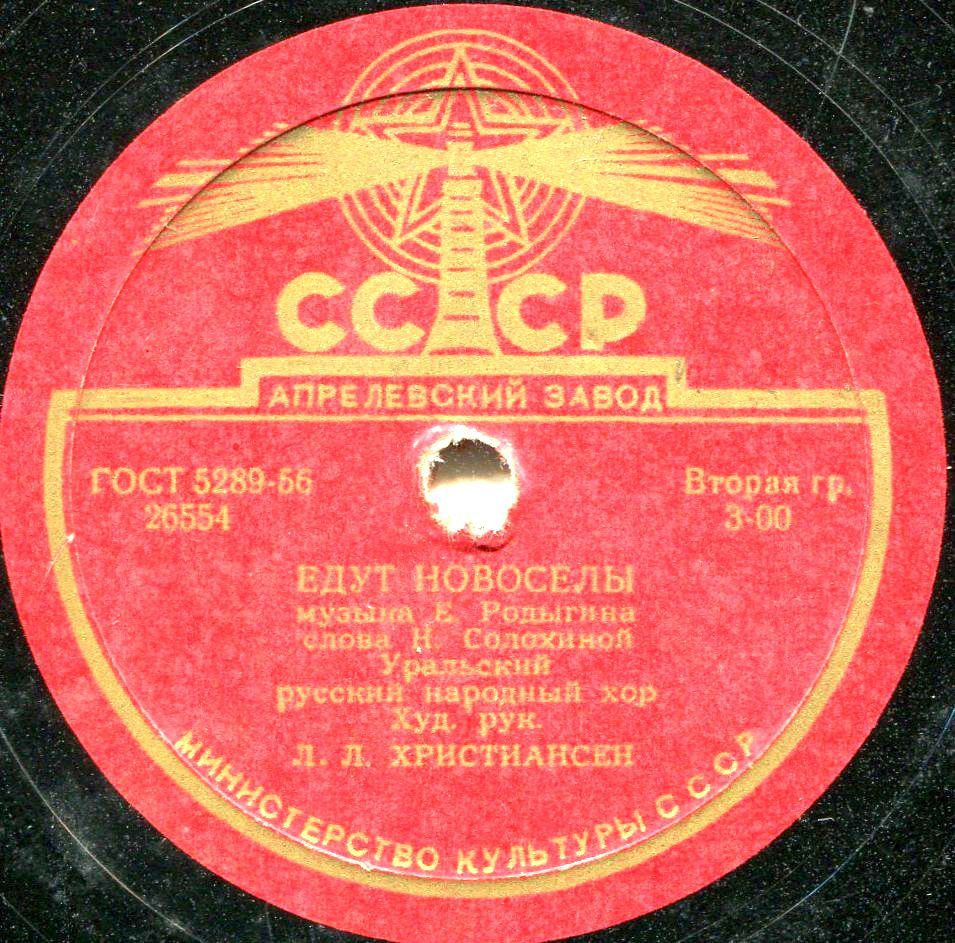 СССР
АПРЕЛЕВСКИЙ ЗАВОД
ГОСТ 5289-56
26554
Вторая гр.
3-00
ЕДУТ НОВОСЕЛЫ
музыка Е. Родыгина
слова Н. Солохиной
Уральский
русский народный хор
Худ. рук.
Л. Л. ХРИСТИАНСЕН
МИНИСТЕРСТВО КУЛЬТУРЫ СССР